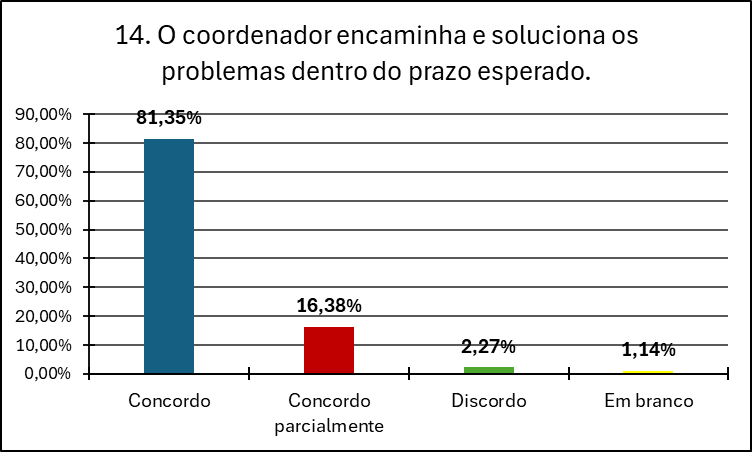 14. O coordenador encaminha e soluciona os
problemas dentro do prazo esperado.
90,00%
80,00%
70,00%
60,00%
50,00%
40,00%
30,00%
20,00%
10,00%
0,00%
81,35%
16,38%
2,27%
1,14%
Concordo
Concordo
parcialmente
Discordo
Em branco